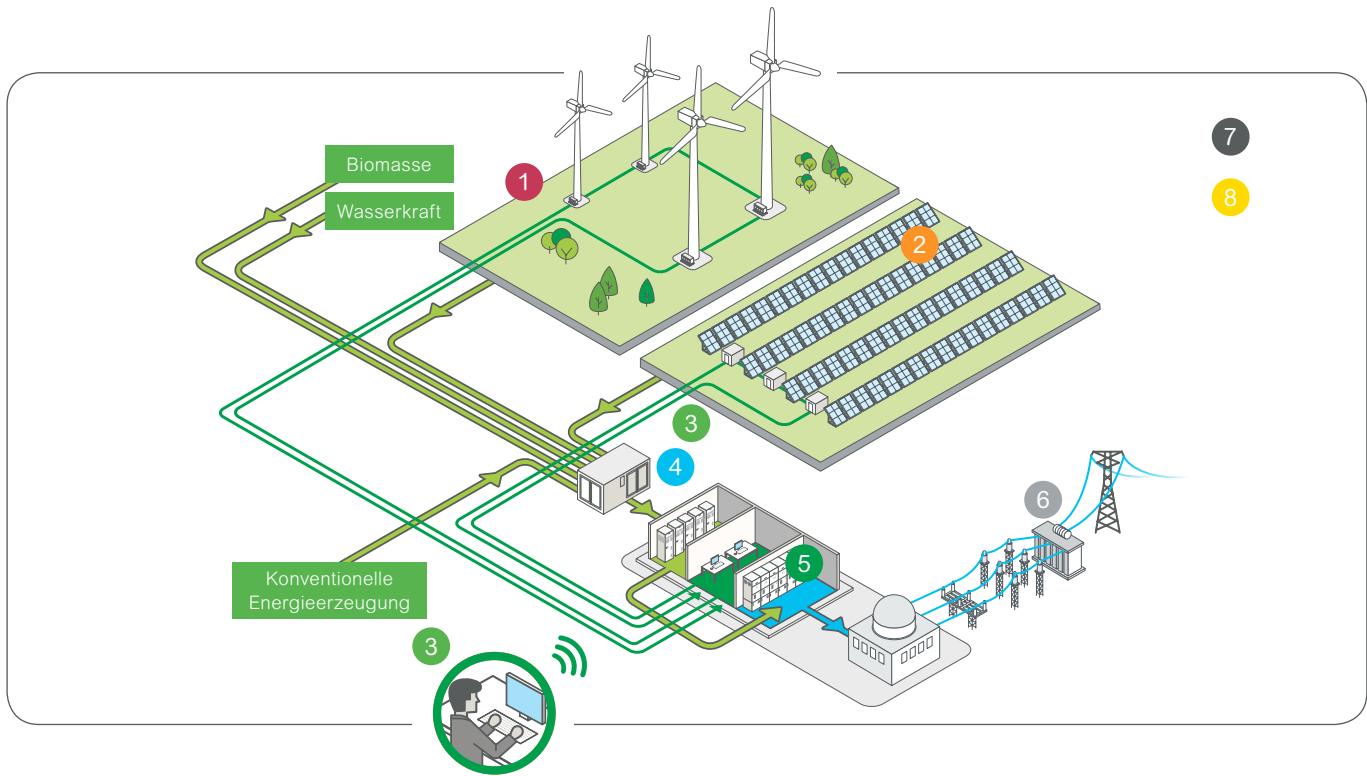 7
Biomasse
1
8
Wasserkraft
2
3
4
6
5
Konventionelle
Energieerzeugung
3